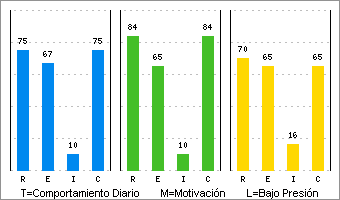 84 84
75 75 70
67 65 65 65
10 10 16
R E I C R E I C R E I C
T=Comportamiento Diario M=Motivación L=Bajo Presión